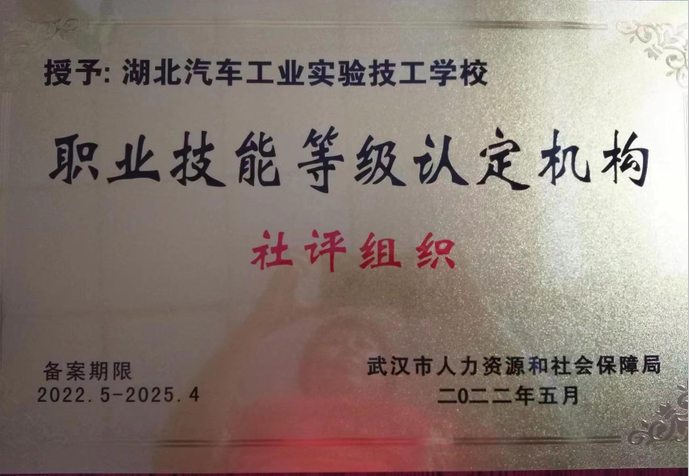 授予: 湖北汽车工业实验技工学校
职业技能等级认定机构
社评组织
备案期限
2022.5-2025.4
武汉市人力资源和社会保障局
二〇二二年五月